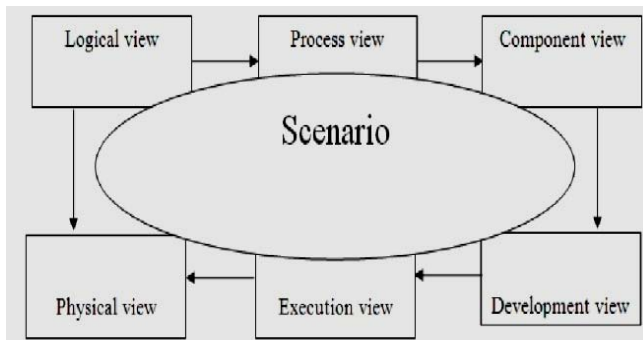 Logical view
Process view
Component view
Scenario
Physical view
Execution view
Development view